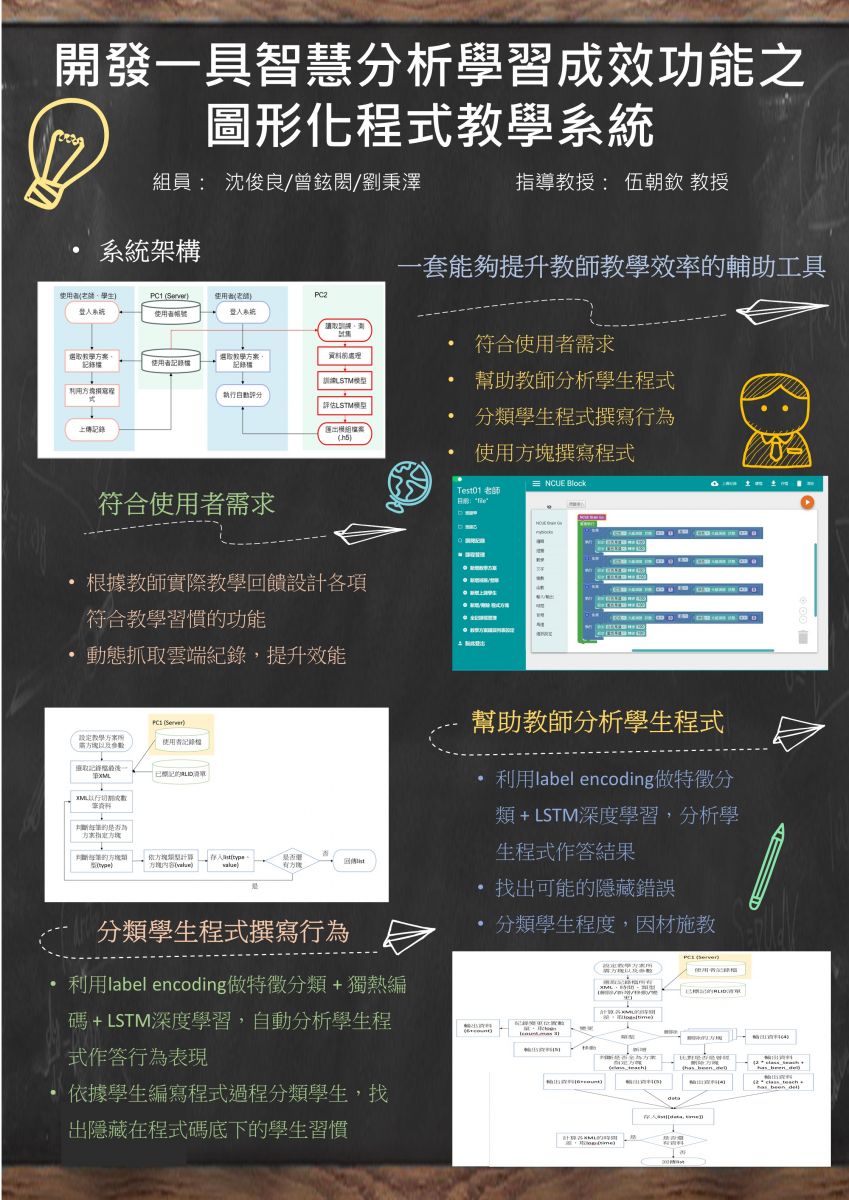 開發一具智慧分析學習成效功能之
圖形化程式教學系統
組員： 沈俊良/曾鉉閎/劉秉澤
指導教授： 伍朝欽 教授
• 系統架構
使用者(老師、學生)
PC1 (Server)
使用者(老師)
PC2
登入系統
使用者帳號
登入系統
讀取訓練、測
試集
選取教學方案、
記錄檔
使用者記錄檔
選取教學方案、
記錄檔
資料前處理
訓練LSTM模型
利用方塊撰寫程
式
執行自動評分
評估LSTM模型
上傳記錄
匯出模組檔案
(.h5)
一套能夠提升教師教學效率的輔助工具
• 符合使用者需求
• 幫助教師分析學生程式
• 分類學生程式撰寫行為
• 使用方塊撰寫程式
符合使用者需求
• 根據教師實際教學回饋設計各項
符合教學習慣的功能
• 動態抓取雲端紀錄，提升效能
Test01 老師
目前: "file"
NCUE Block
NCUE Brain Go
myblocks
邏輯
迴圈
數學
文字
PC1 (Server)
設定教學方案所
需方塊以及參數
使用者記錄檔
選取記錄檔最後一
筆XML
已標記的RLID清單
XML以行切割成數
筆資料
判斷每筆的是否為
方案指定方塊
判斷每筆的方塊類
型(type)
依方塊類型計算
方塊內容(value)
存入list(type、
value)
是否還
有方塊
否
回傳list
是
幫助教師分析學生程式
• 利用label encoding做特徵分
類 + LSTM深度學習，分析學
生程式作答結果
• 找出可能的隱藏錯誤
• 分類學生程度，因材施教
分類學生程式撰寫行為
• 利用label encoding做特徵分類 + 獨熱編
碼 + LSTM深度學習，自動分析學生程
式作答行為表現
• 依據學生編寫程式過程分類學生，找
出隱藏在程式碼底下的學生習慣
PC1 (Server)
設定教學方案所
需方塊以及參數
使用者記錄檔
選取記錄檔所有
XML、時間、類型
(刪除/新增/移動/變
更)
已標記的RLID清單
計算各XML的時間
差，取log₂(time)
輸出資料
(6+count)
紀錄變更位置數
量，取log₂
(count,max 3)
變更
類型
刪除
刪除的方塊
輸出資料(4)
輸出資料(5)
移動
新增
判斷是否全為方案
指定方塊
(class_teach)
比對是否是曾經
刪除方塊
(has_been_del)
輸出資料
(2 * class_teach +
has_been_del)
輸出資料(6+count)
輸出資料(5)
輸出資料(4)
輸出資料
(2 * class_teach +
has_been_del)
data
存入list[(data, time)]
計算各XML的時間
差，取log₂(time)
是
是否還
有資料
否
回傳list